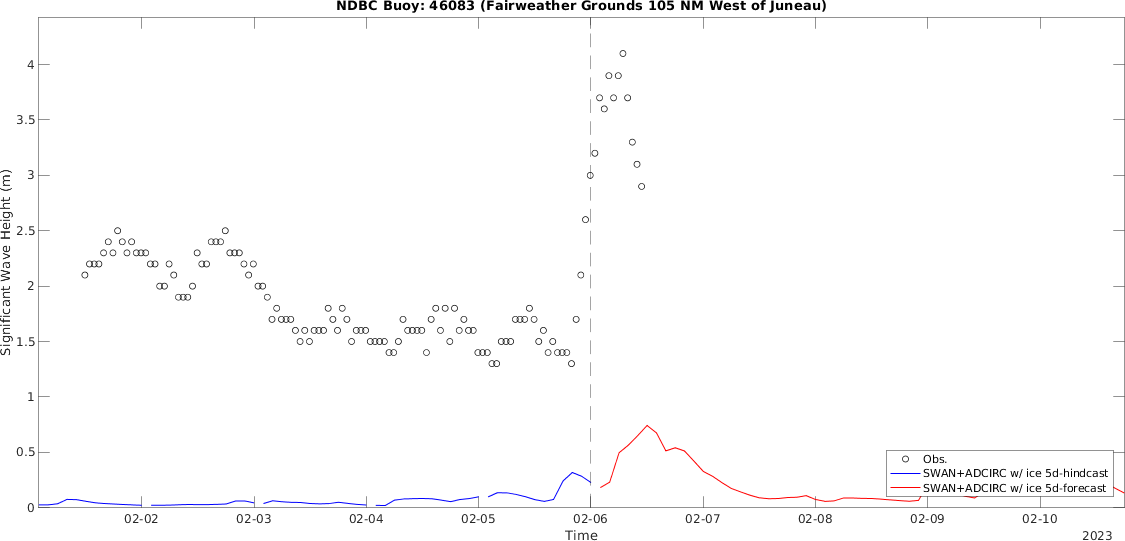 NDBC Buoy: 46083 (Fairweather Grounds 105 NM West of Juneau)
Significant Wave Height (m)
4
3.5
3
2.5
2
1.5
1
0.5
0
Obs.
SWAN+ADCIRC w/ ice 5d-hindcast
SWAN+ADCIRC w/ ice 5d-forecast
02-02 02-03 02-04 02-05 02-06 02-07 02-08 02-09 02-10
Time
2023